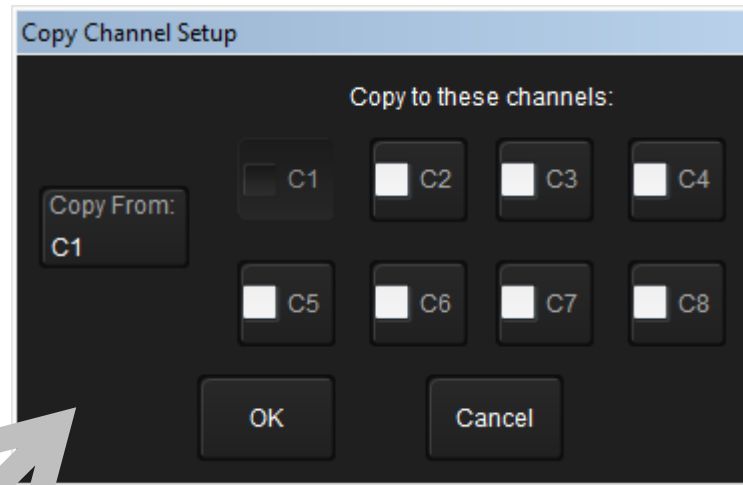 Copy Channel Setup
Copy to these channels:
C1 C2 C3 C4
Copy From:
C1
C5 C6 C7 C8
OK Cancel